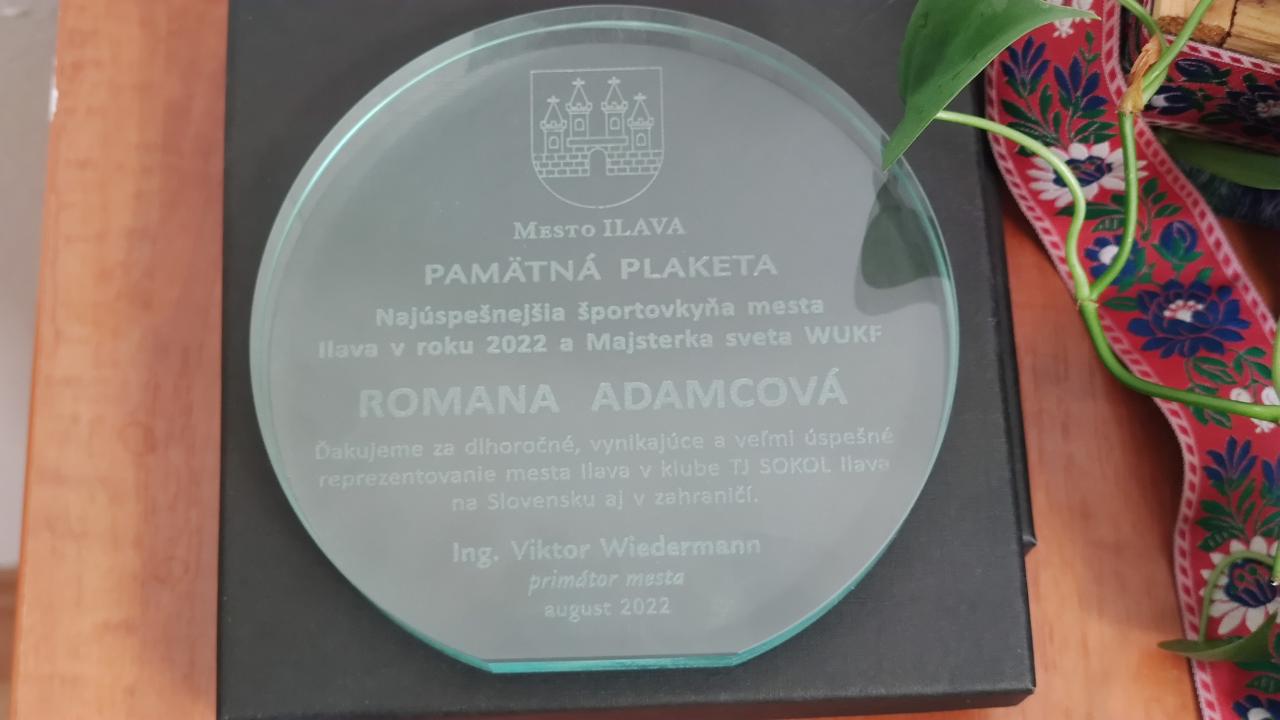 MESTO ILAVA
PAMÄTNÁ PLAKETA
Najúspešnejšia športovkyňa mesta
Ilava v roku 2022 a Majsterka sveta WUKF
ROMANA ADAMCOVÁ
Ďakujeme za dlhoročné, vynikajúce a veľmi úspešné
reprezentovanie mesta Ilava v klube TJ SOKOL Ilava
na Slovensku aj v zahraničí.
Ing. Viktor Wiedermann
primátor mesta
august 2022